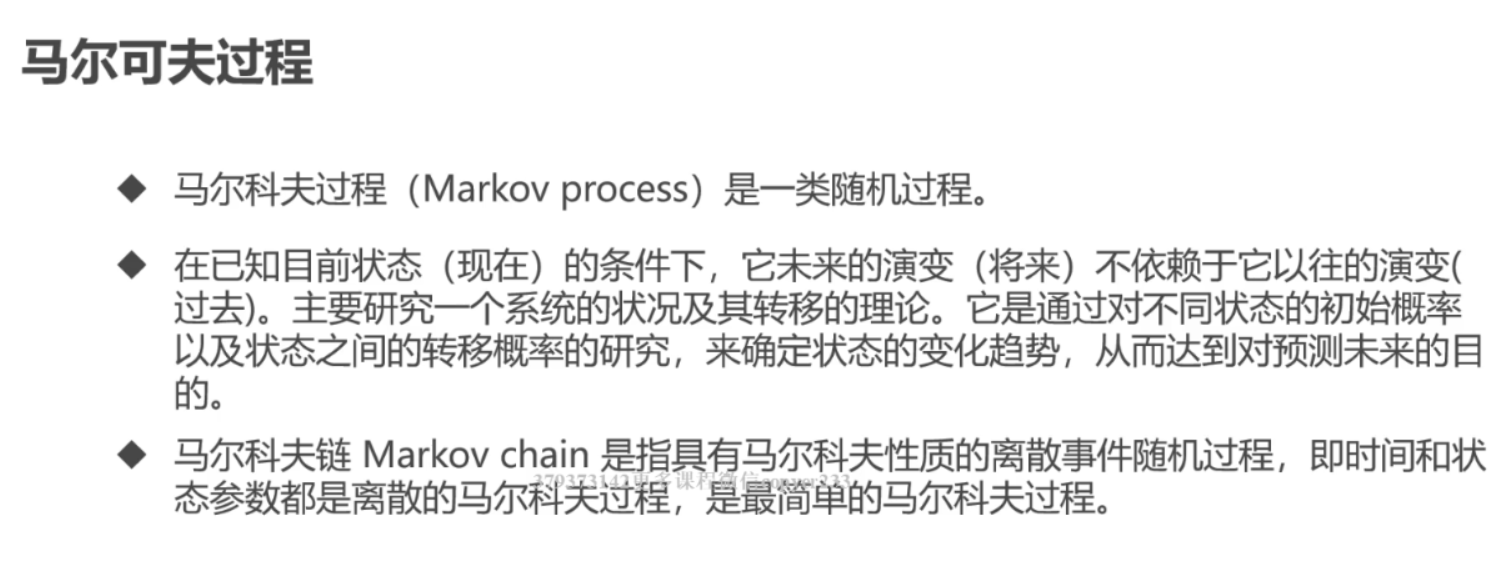 马尔可夫过程
◆ 马尔科夫过程（Markov process）是一类随机过程。
◆ 在已知目前状态（现在）的条件下，它未来的演变（将来）不依赖于它以往的演变(
过去)。主要研究一个系统的状况及其转移的理论。它是通过对不同状态的初始概率
以及状态之间的转移概率的研究，来确定状态的变化趋势，从而达到对预测未来的目
的。
◆ 马尔科夫链 Markov chain 是指具有马尔科夫性质的离散事件随机过程，即时间和状
态参数都是离散的马尔科夫过程，是最简单的马尔科夫过程。